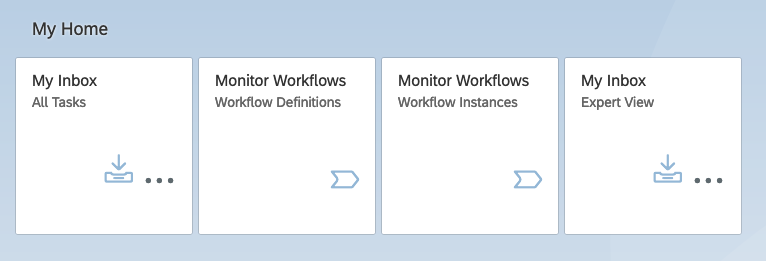 My Home
My Inbox
All Tasks
Monitor Workflows
Workflow Definitions
Monitor Workflows
Workflow Instances
My Inbox
Expert View